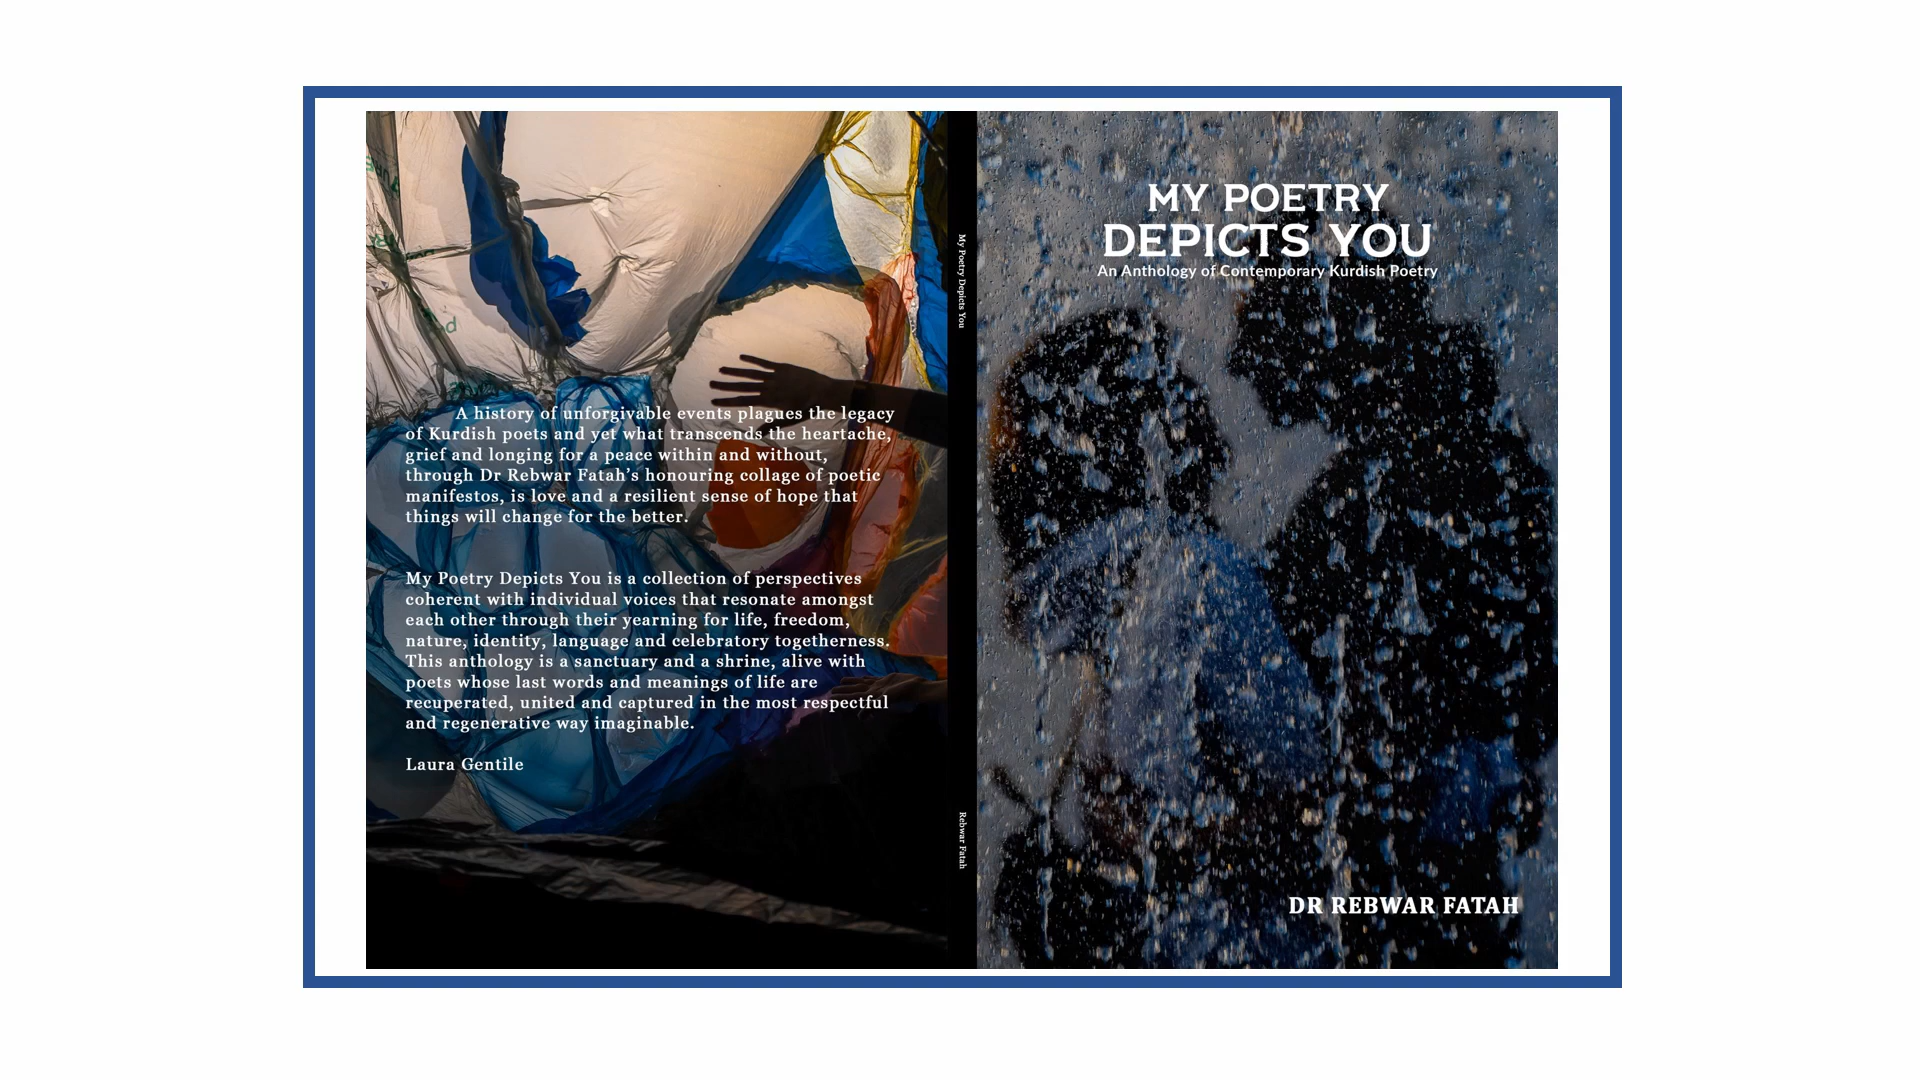 A history of unforgivable events plagues the legacy
of Kurdish poets and yet what transcends the heartache,
grief and longing for a peace within and without,
through Dr Rebwar Fatah’s honouring collage of poetic
manifestos, is love and a resilient sense of hope that
things will change for the better.
My Poetry Depicts You is a collection of perspectives
coherent with individual voices that resonate amongst
each other through their yearning for life, freedom,
nature, identity, language and celebratory togetherness.
This anthology is a sanctuary and a shrine, alive with
poets whose last words and meanings of life are
recuperated, united and captured in the most respectful
and regenerative way imaginable.
Laura Gentile
My Poetry Depicts You
Rebwar Fatah
MY POETRY
DEPICTS YOU
An Anthology of Contemporary Kurdish Poetry
DR REBWAR FATAH